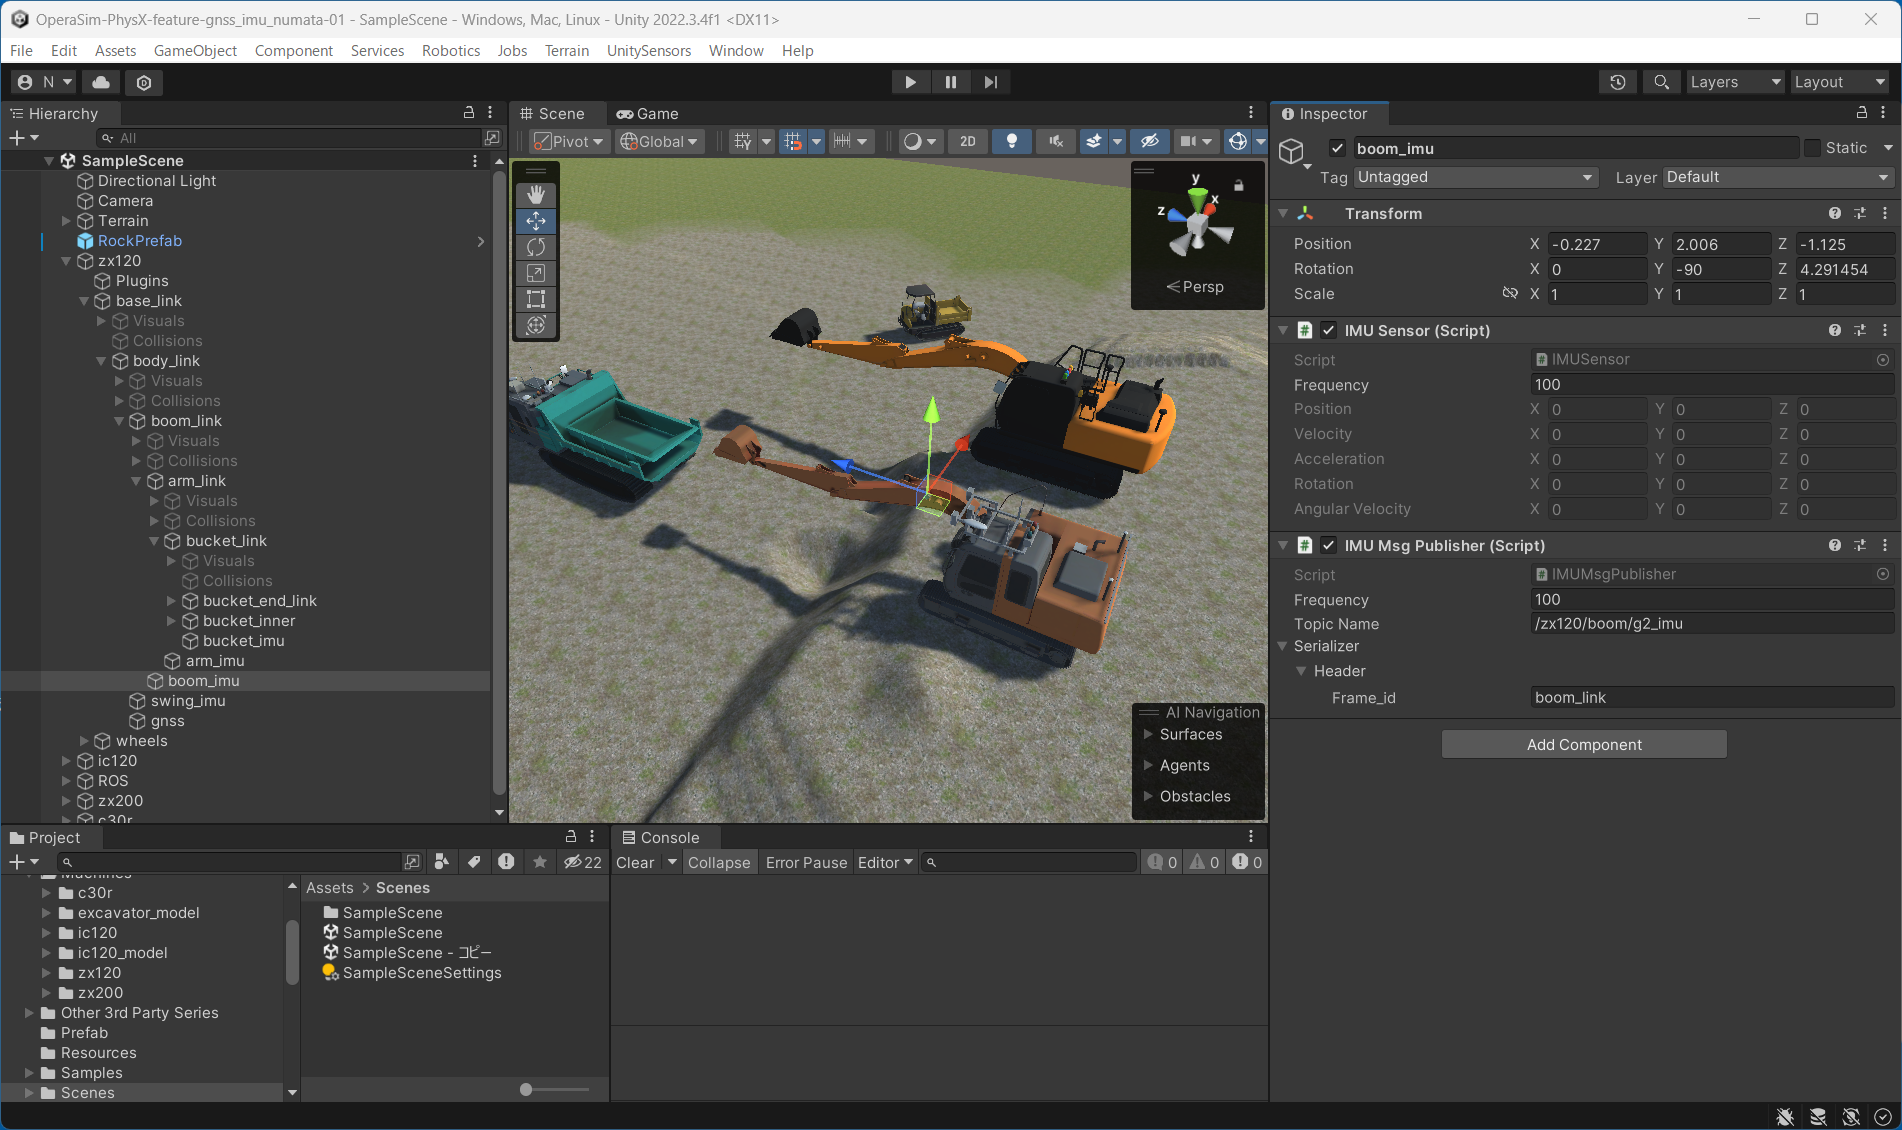 OperaSim-PhysX-feature-gnss_imu_numata-01 - SampleScene - Windows, Mac, Linux - Unity 2022.3.4f1 <DX11>
File Edit Assets GameObject Component Services Robotics Jobs Terrain UnitySensors Window Help
N Layers Layout
Hierarchy
All
SampleScene
Directional Light
Camera
Terrain
RockPrefab
zx120
Plugins
base_link
Visuals
Collisions
body_link
Visuals
Collisions
boom_link
Visuals
Collisions
arm_link
Visuals
Collisions
bucket_link
Visuals
Collisions
bucket_end_link
bucket_inner
bucket_imu
arm_imu
boom_imu
swing_imu
gnss
wheels
ic120
ROS
zx200
c30r
Scene Game
Pivot Global 2D
y
x
z
Persp
AI Navigation
Surfaces
Agents
Obstacles
Inspector
boom_imu Static
Tag Untagged Layer Default
Transform
Position X -0.227 Y 2.006 Z -1.125
Rotation X 0 Y -90 Z 4.291454
Scale X 1 Y 1 Z 1
IMU Sensor (Script)
Script IMUSensor
Frequency 100
Position X 0 Y 0 Z 0
Velocity X 0 Y 0 Z 0
Acceleration X 0 Y 0 Z 0
Rotation X 0 Y 0 Z 0
Angular Velocity X 0 Y 0 Z 0
IMU Msg Publisher (Script)
Script IMUMsgPublisher
Frequency 100
Topic Name /zx120/boom/g2_imu
Serializer
Header
Frame_id boom_link
Add Component
Project
22
Machines
c30r
excavator_model
ic120
ic120_model
zx120
zx200
Other 3rd Party Series
Prefab
Resources
Samples
Scenes
Assets > Scenes
SampleScene
SampleScene
SampleScene - コピー
SampleSceneSettings
Console
Clear Collapse Error Pause Editor 0 0 0